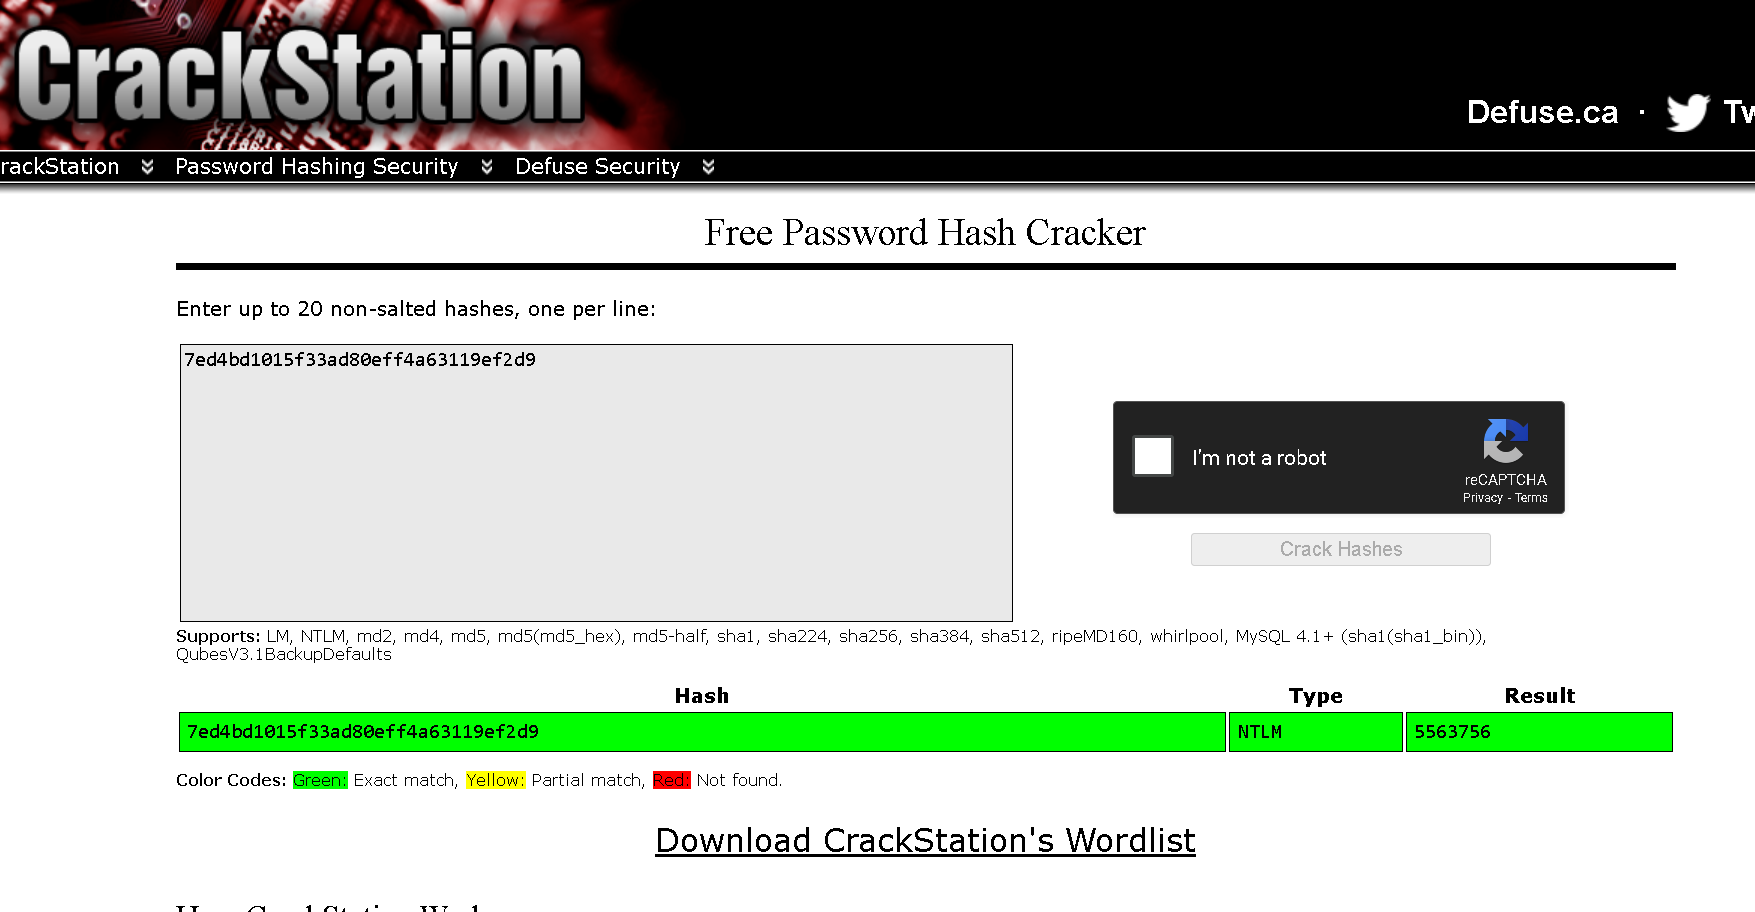 CrackStation
Defuse.ca · Tw
rackStation Password Hashing Security Defuse Security
Free Password Hash Cracker
Enter up to 20 non-salted hashes, one per line:
7ed4bd1015f33ad80eff4a63119ef2d9
I'm not a robot
reCAPTCHA
Privacy - Terms
Crack Hashes
Supports: LM, NTLM, md2, md4, md5, md5(md5_hex), md5-half, sha1, sha224, sha256, sha384, sha512, ripeMD160, whirlpool, MySQL 4.1+ (sha1(sha1_bin)),
QubesV3.1BackupDefaults
Hash Type Result
7ed4bd1015f33ad80eff4a63119ef2d9 NTLM 5563756
Color Codes: Green: Exact match, Yellow: Partial match, Red: Not found.
Download CrackStation's Wordlist